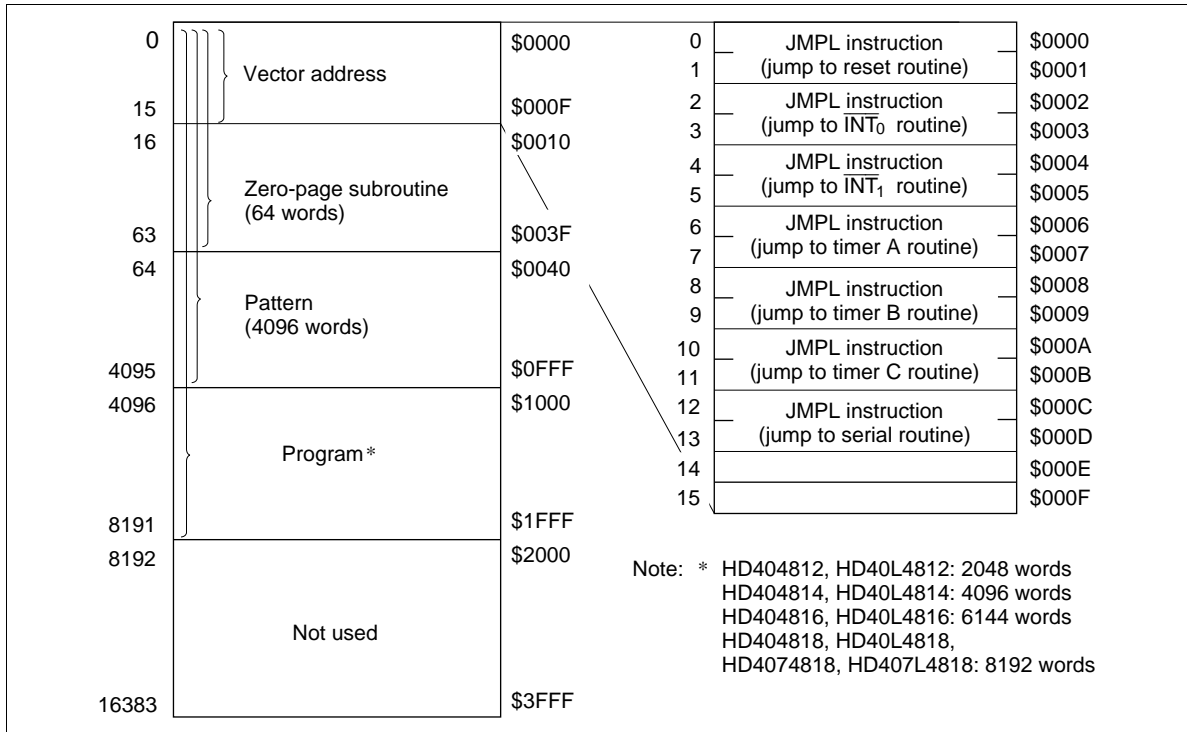 0
$0000
Vector address
15
$000F
16
$0010
Zero-page subroutine
(64 words)
63
$003F
64
$0040
Pattern
(4096 words)
4095
$0FFF
4096
$1000
Program*
8191
$1FFF
8192
$2000
Not used
16383
$3FFF
0 JMPL instruction $0000
1 (jump to reset routine) $0001
2 JMPL instruction $0002
3 (jump to INT0 routine) $0003
4 JMPL instruction $0004
5 (jump to INT1 routine) $0005
6 JMPL instruction $0006
7 (jump to timer A routine) $0007
8 JMPL instruction $0008
9 (jump to timer B routine) $0009
10 JMPL instruction $000A
11 (jump to timer C routine) $000B
12 JMPL instruction $000C
13 (jump to serial routine) $000D
14 $000E
15 $000F
Note: * HD404812, HD40L4812: 2048 words
HD404814, HD40L4814: 4096 words
HD404816, HD40L4816: 6144 words
HD404818, HD40L4818,
HD4074818, HD407L4818: 8192 words